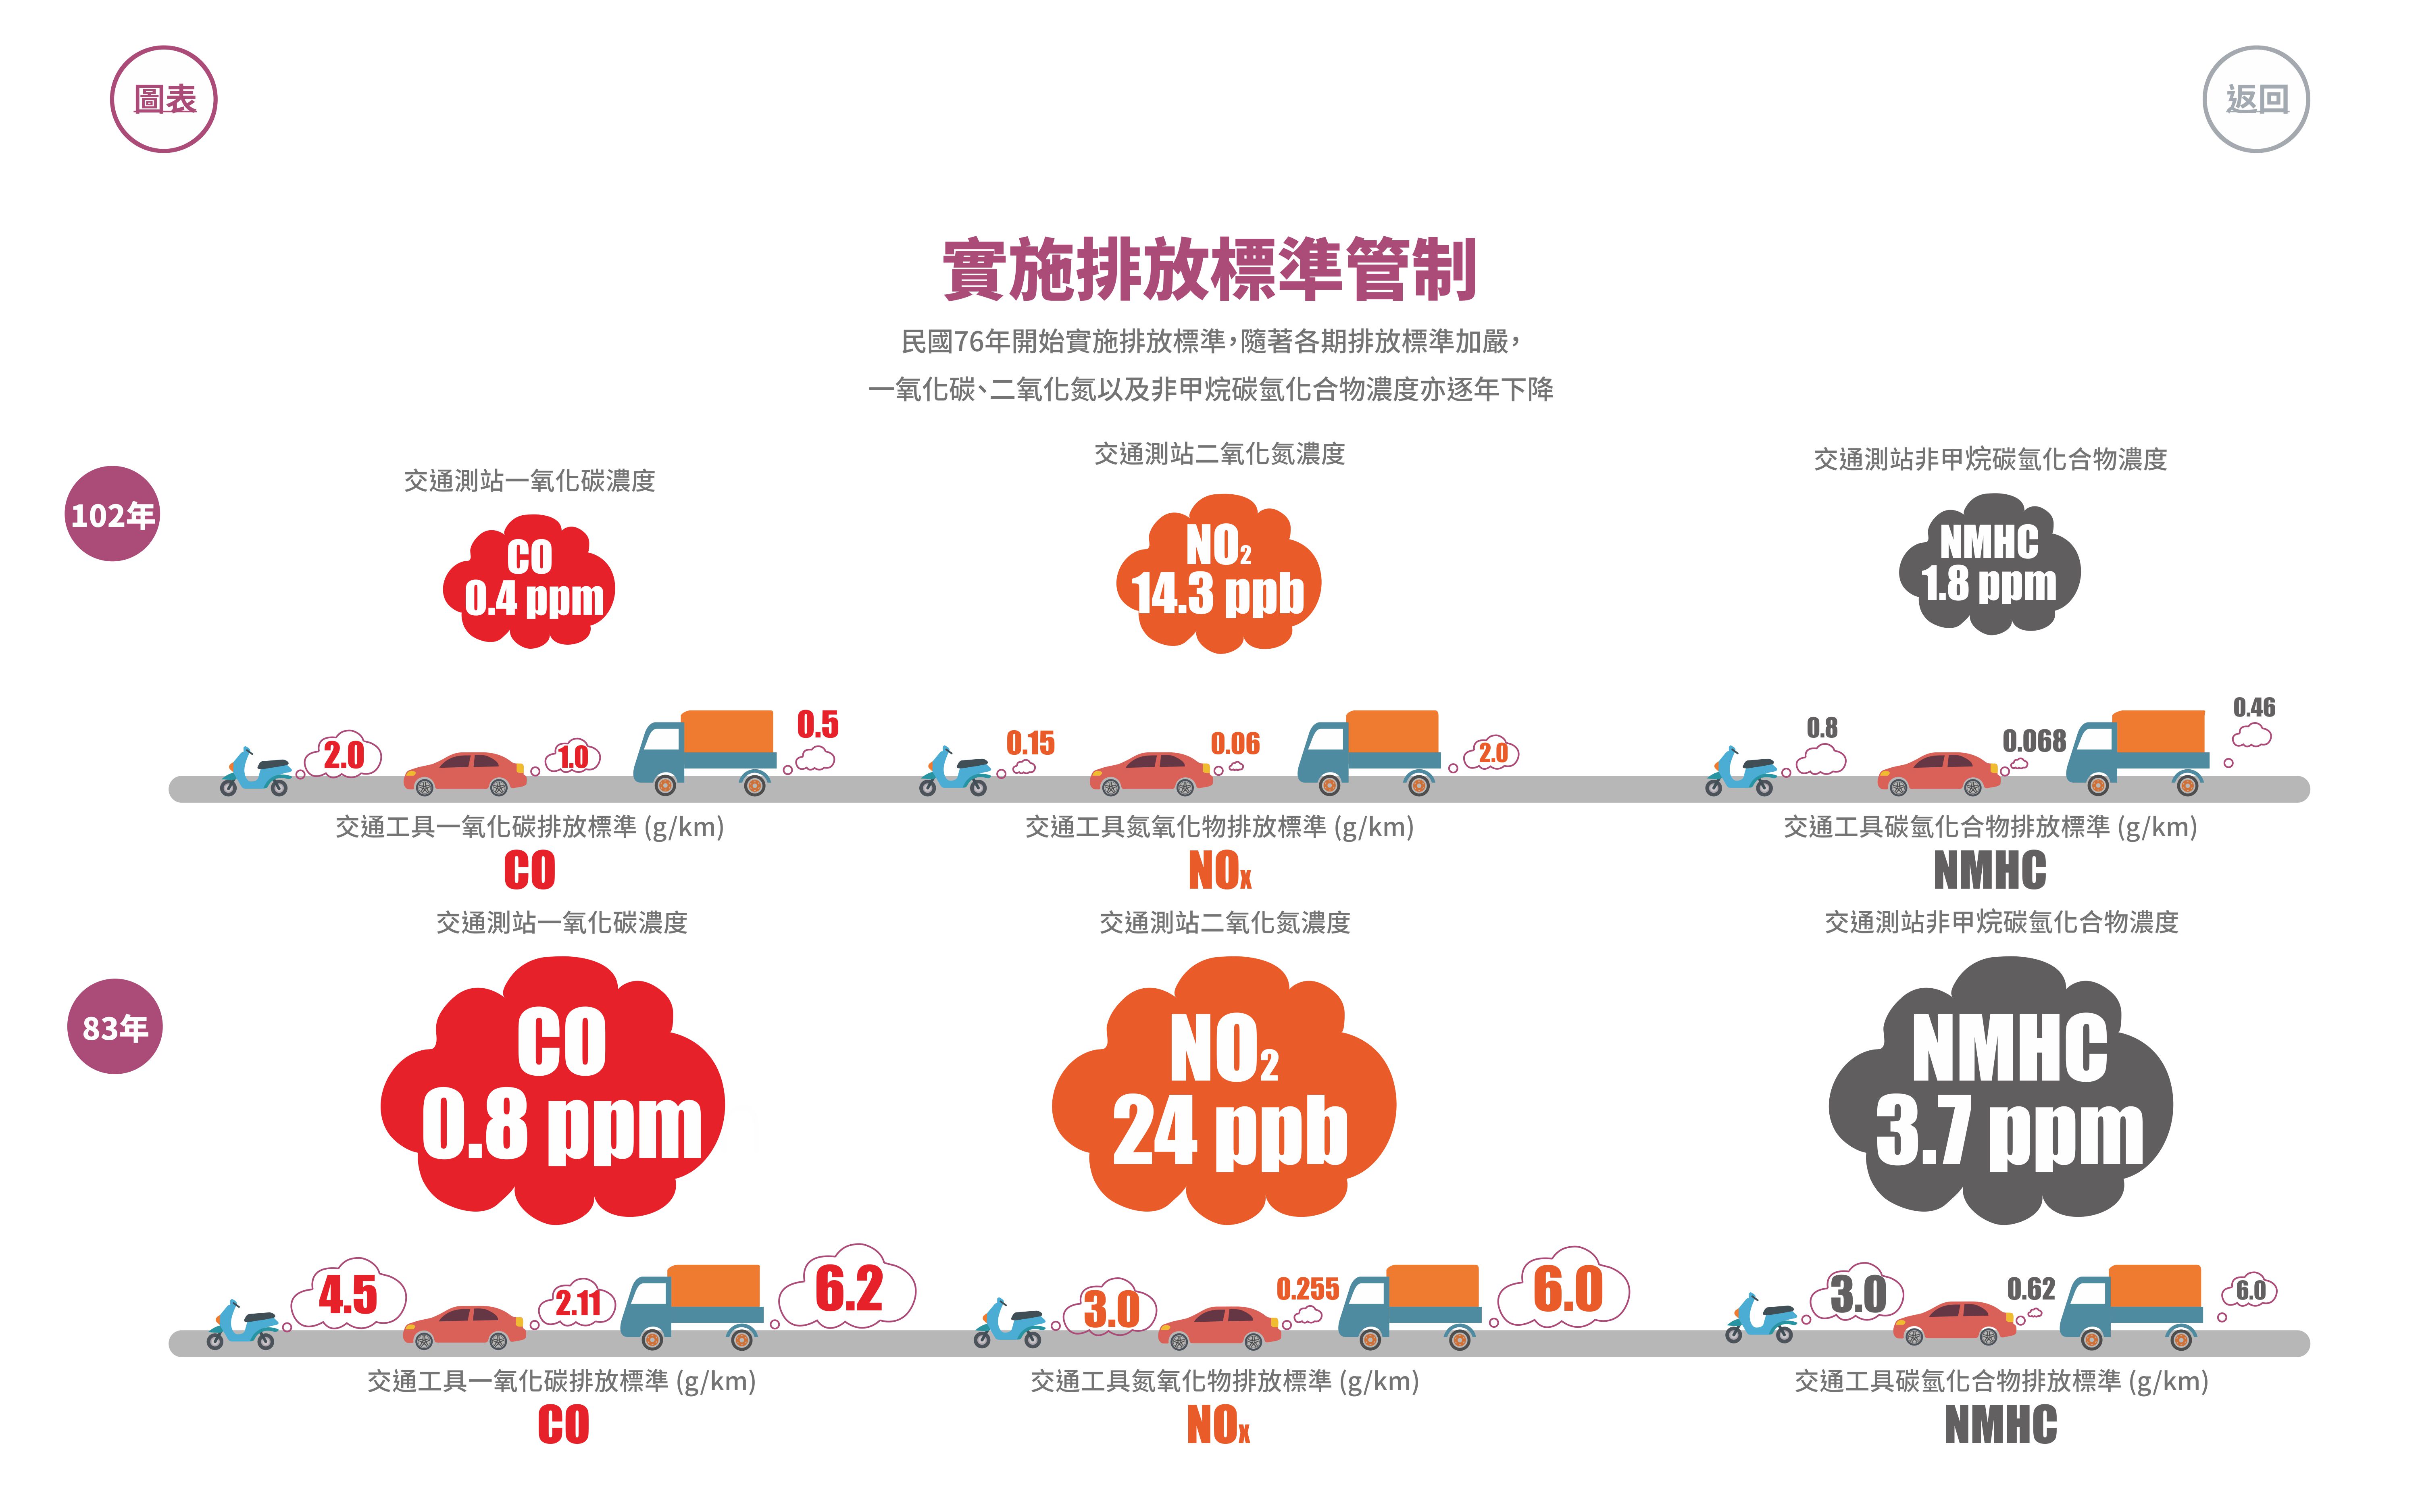 圖表
返回
實施排放標準管制
民國76年開始實施排放標準，隨著各期排放標準加嚴，
一氧化碳、二氧化氮以及非甲烷碳氫化合物濃度亦逐年下降
102年
交通測站一氧化碳濃度
CO
0.4 ppm
交通測站二氧化氮濃度
NO₂
14.3 ppb
交通測站非甲烷碳氫化合物濃度
NMHC
1.8 ppm
2.0
1.0
0.5
0.15
0.06
2.0
0.8
0.068
0.46
交通工具一氧化碳排放標準 (g/km)
CO
交通工具氮氧化物排放標準 (g/km)
NOx
交通工具碳氫化合物排放標準 (g/km)
NMHC
83年
交通測站一氧化碳濃度
CO
0.8 ppm
交通測站二氧化氮濃度
NO₂
24 ppb
交通測站非甲烷碳氫化合物濃度
NMHC
3.7 ppm
4.5
2.11
6.2
3.0
0.255
6.0
3.0
0.62
6.0
交通工具一氧化碳排放標準 (g/km)
CO
交通工具氮氧化物排放標準 (g/km)
NOx
交通工具碳氫化合物排放標準 (g/km)
NMHC